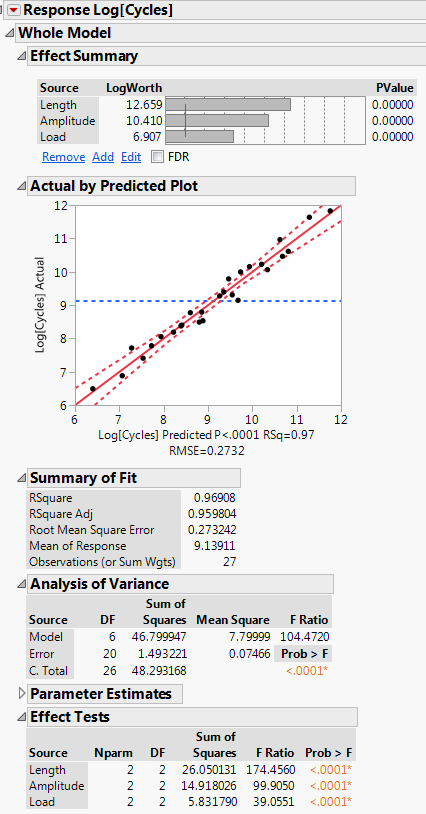 Response Log[Cycles]
Whole Model
Effect Summary
Source LogWorth PValue
Length 12.659 0.00000
Amplitude 10.410 0.00000
Load 6.907 0.00000
Remove Add Edit FDR
Actual by Predicted Plot
12
11
10
9
8
7
6
Log[Cycles] Actual
6 7 8 9 10 11 12
Log[Cycles] Predicted P<.0001 RSq=0.97
RMSE=0.2732
Summary of Fit
RSquare 0.96908
RSquare Adj 0.959804
Root Mean Square Error 0.273242
Mean of Response 9.13911
Observations (or Sum Wgts) 27
Analysis of Variance
Sum of
Source DF Squares Mean Square F Ratio
Model 6 46.799947 7.79999 104.4720
Error 20 1.493221 0.07466 Prob > F
C. Total 26 48.293168 <.0001*
Parameter Estimates
Effect Tests
Sum of
Source Nparm DF Squares F Ratio Prob > F
Length 2 2 26.050131 174.4560 <.0001*
Amplitude 2 2 14.918026 99.9050 <.0001*
Load 2 2 5.831790 39.0551 <.0001*